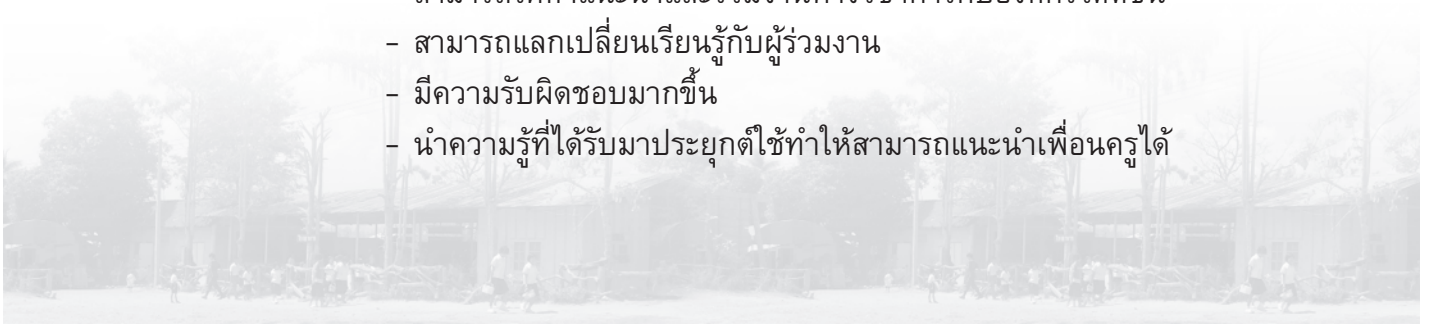 - สามารถแลกเปลี่ยนเรียนรู้กับผู้ร่วมงาน
- มีความรับผิดชอบมากขึ้น
- นำความรู้ที่ได้รับมาประยุกต์ใช้ทำให้สามารถแนะนำเพื่อนครูได้